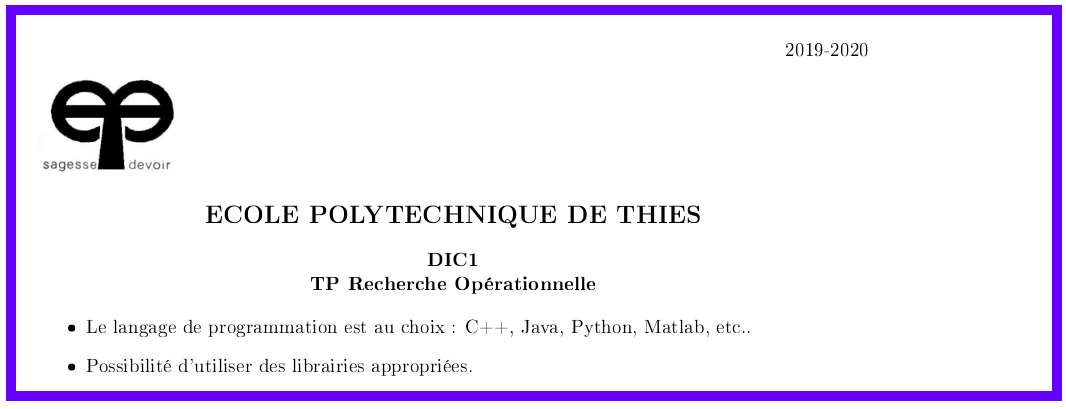 2019-2020
ep
sagesse devoir
ECOLE POLYTECHNIQUE DE THIES
DIC1
TP Recherche Opérationnelle
• Le langage de programmation est au choix : C++, Java, Python, Matlab, etc..
• Possibilité d'utiliser des librairies appropriées.